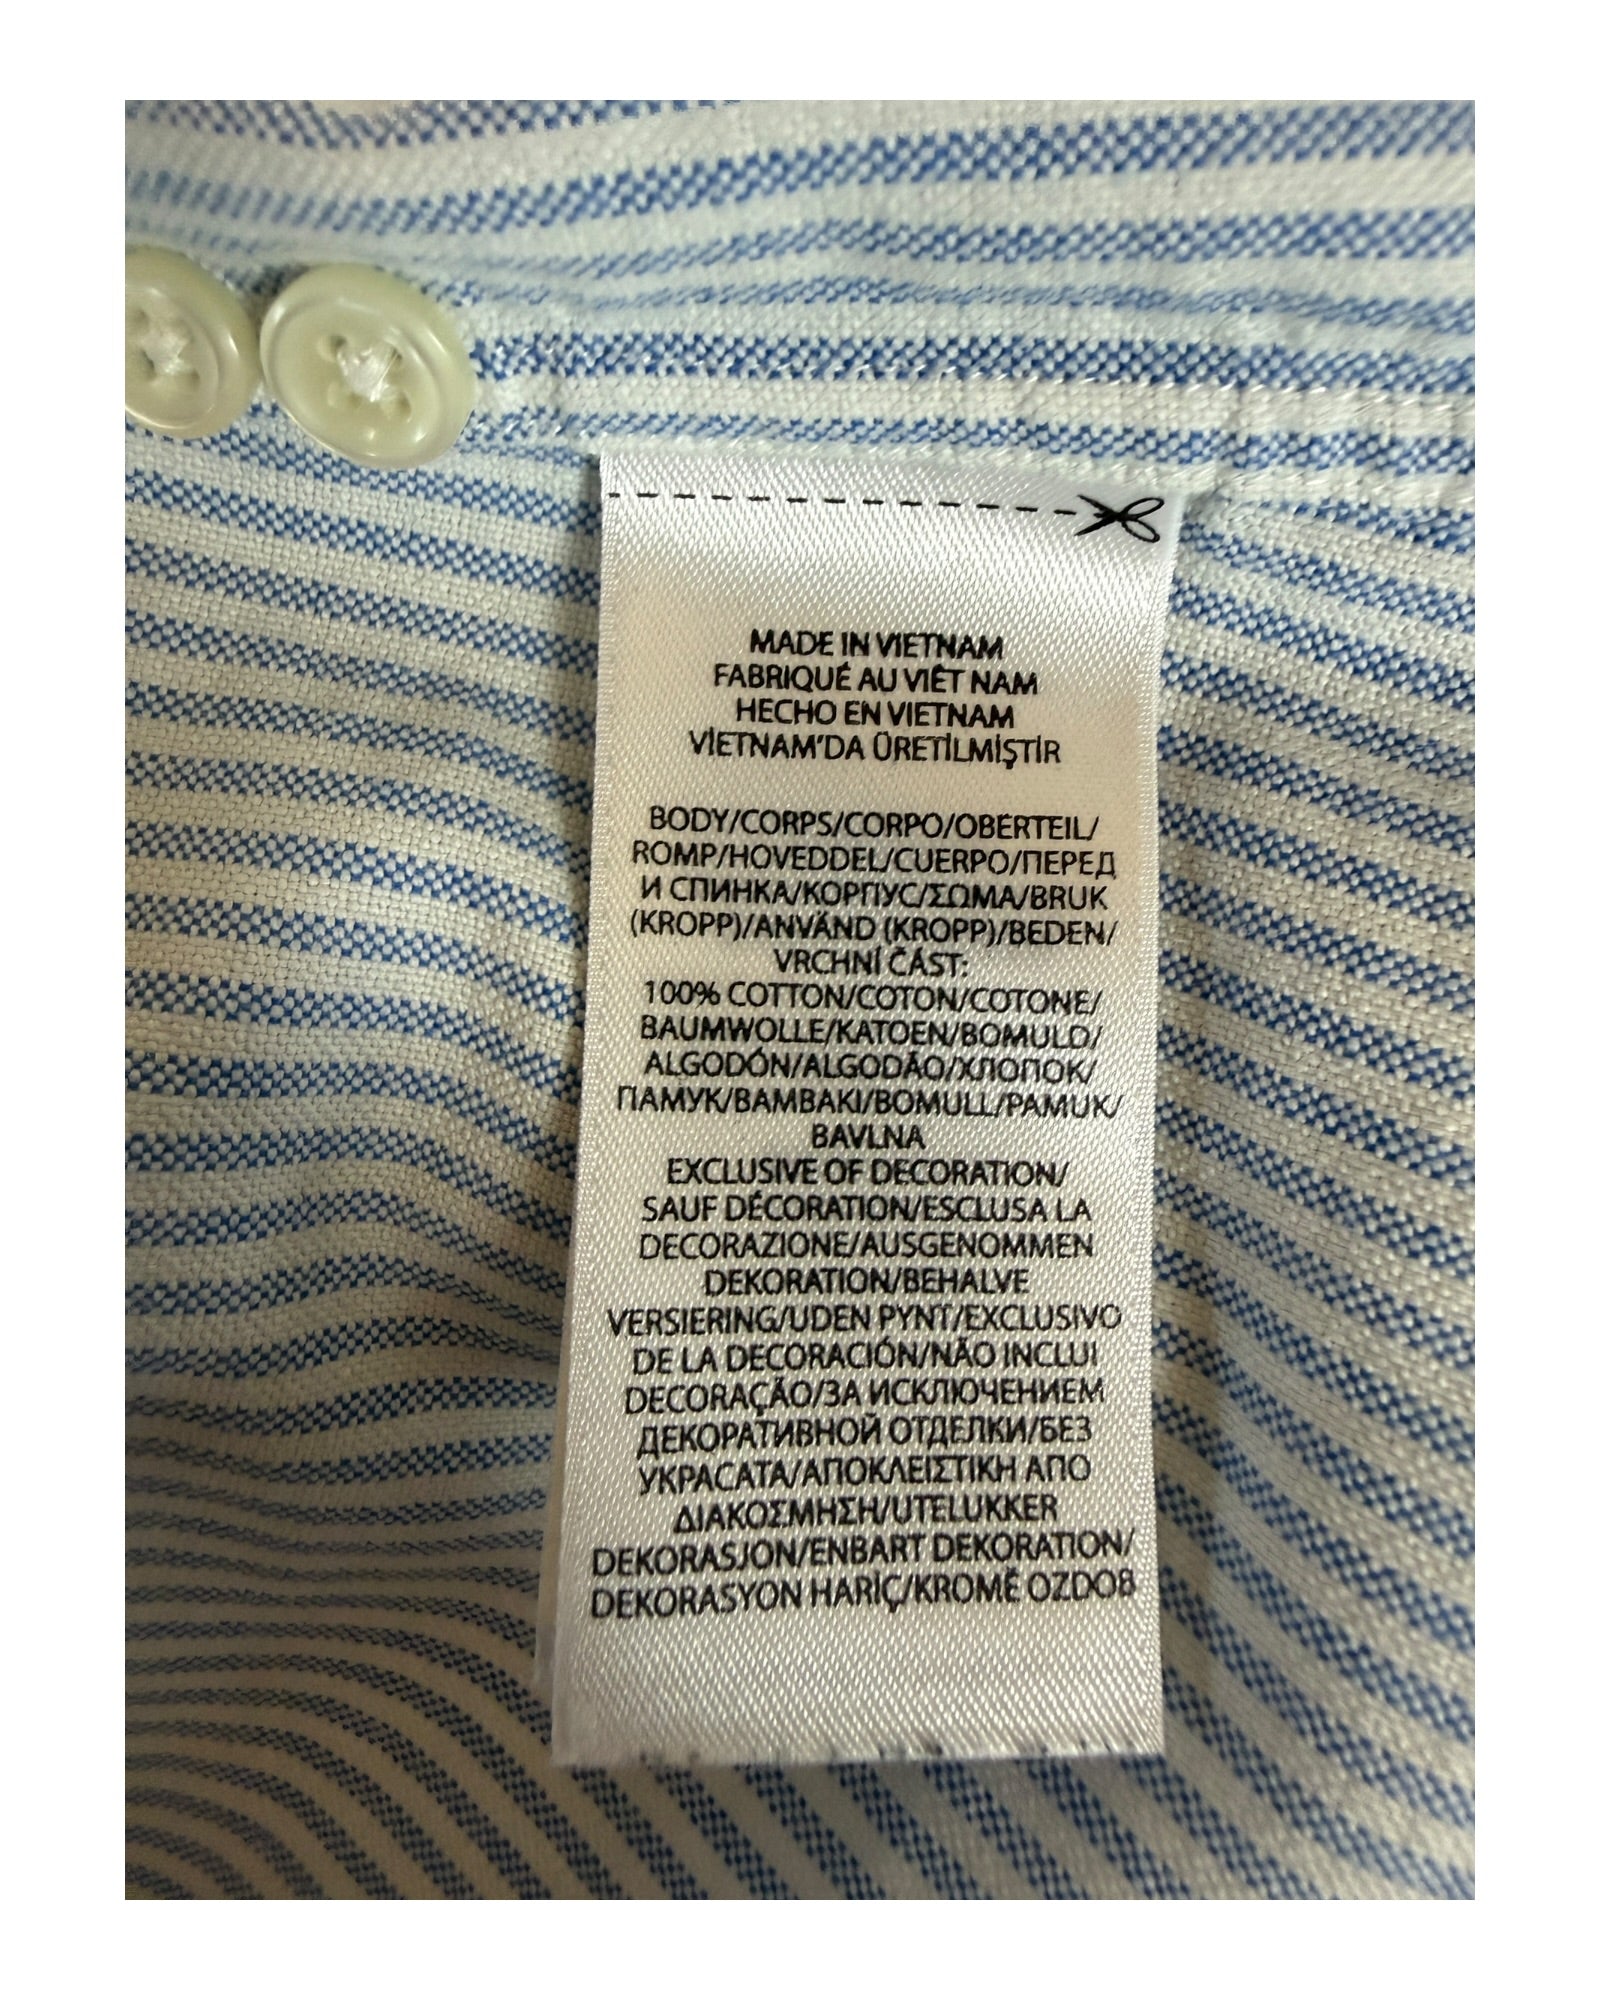 MADE IN VIETNAM
FABRIQUÉ AU VIÊT NAM
HECHO EN VIETNAM
VİETNAM'DA ÜRETİLMİŞTİR
BODY/CORPS/CORPO/OBERTEIL/
ROMP/HOVEDDEL/CUERPO/ПЕРЕД
И СПИНКА/КОРПУС/ΣΩΜΑ/BRUK
(KROPP)/ANVÄND (KROPP)/BEDEN/
VRCHNÍ ČÁST:
100% COTTON/COTON/COTONE/
BAUMWOLLE/KATOEN/BOMULD/
ALGODÓN/ALGODÃO/ХЛОПОК/
ПАМУК/ΒΑΜΒΑΚΙ/BOMULL/PAMUK/
BAVLNA
EXCLUSIVE OF DECORATION/
SAUF DÉCORATION/ESCLUSA LA
DECORAZIONE/AUSGENOMMEN
DEKORATION/BEHALVE
VERSIERING/UDEN PYNT/EXCLUSIVO
DE LA DECORACIÓN/NÃO INCLUI
DECORAÇÃO/ЗА ИСКЛЮЧЕНИЕМ
ДЕКОРАТИВНОЙ ОТДЕЛКИ/БЕЗ
УКРАСАТА/ΑΠΟΚΛΕΙΣΤΙΚΗ ΑΠΟ
ΔΙΑΚΟΣΜΗΣΗ/UTELUKKER
DEKORASJON/ENBART DEKORATION/
DEKORASYON HARİÇ/KROMĚ OZDOB